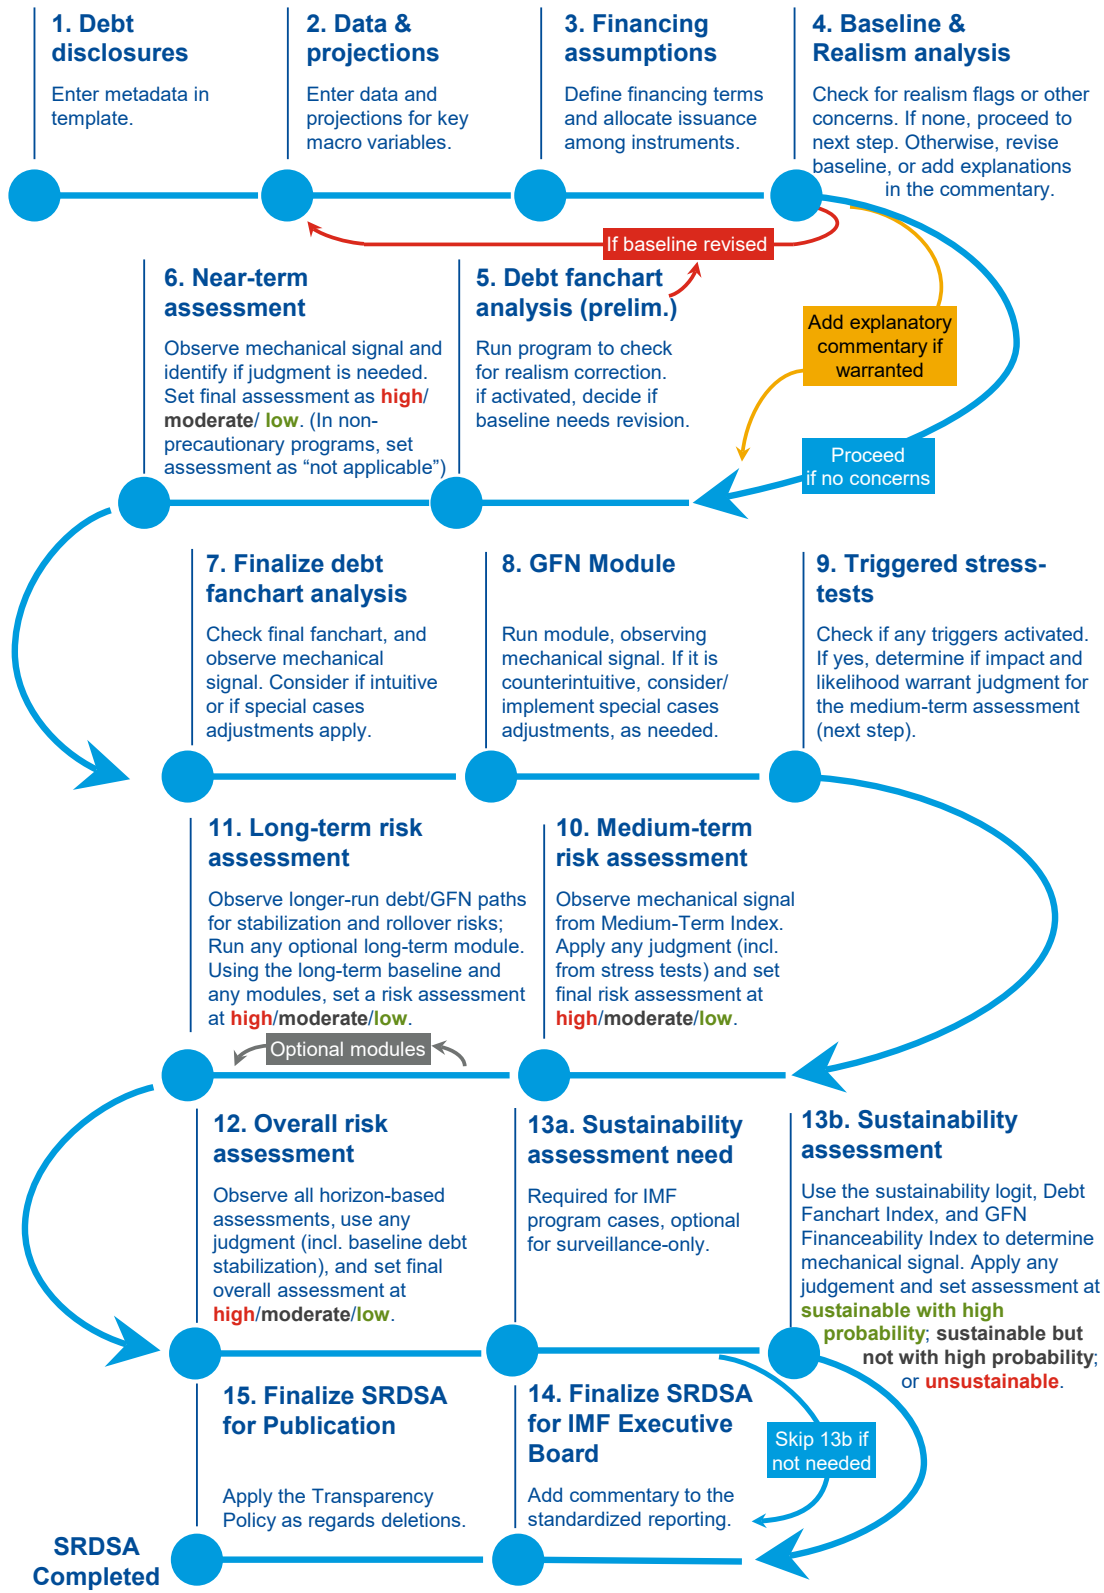 1. Debt
disclosures
Enter metadata in
template.
2. Data &
projections
Enter data and
projections for key
macro variables.
3. Financing
assumptions
Define financing terms
and allocate issuance
among instruments.
4. Baseline &
Realism analysis
Check for realism flags or other
concerns. If none, proceed to
next step. Otherwise, revise
baseline, or add explanations
in the commentary.
If baseline revised
Add explanatory
commentary if
warranted
Proceed
if no concerns
5. Debt fanchart
analysis (prelim.)
Run program to check
for realism correction.
if activated, decide if
baseline needs revision.
6. Near-term
assessment
Observe mechanical signal and
identify if judgment is needed.
Set final assessment as high/
moderate/ low. (In non-
precautionary programs, set
assessment as “not applicable”)
7. Finalize debt
fanchart analysis
Check final fanchart, and
observe mechanical
signal. Consider if intuitive
or if special cases
adjustments apply.
8. GFN Module
Run module, observing
mechanical signal. If it is
counterintuitive, consider/
implement special cases
adjustments, as needed.
9. Triggered stress-
tests
Check if any triggers activated.
If yes, determine if impact and
likelihood warrant judgment for
the medium-term assessment
(next step).
10. Medium-term
risk assessment
Observe mechanical signal
from Medium-Term Index.
Apply any judgment (incl.
from stress tests) and set
final risk assessment at
high/moderate/low.
11. Long-term risk
assessment
Observe longer-run debt/GFN paths
for stabilization and rollover risks;
Run any optional long-term module.
Using the long-term baseline and
any modules, set a risk assessment
at high/moderate/low.
Optional modules
12. Overall risk
assessment
Observe all horizon-based
assessments, use any
judgment (incl. baseline debt
stabilization), and set final
overall assessment at
high/moderate/low.
13a. Sustainability
assessment need
Required for IMF
program cases, optional
for surveillance-only.
13b. Sustainability
assessment
Use the sustainability logit, Debt
Fanchart Index, and GFN
Financeability Index to determine
mechanical signal. Apply any
judgement and set assessment at
sustainable with high
probability; sustainable but
not with high probability;
or unsustainable.
Skip 13b if
not needed
14. Finalize SRDSA
for IMF Executive
Board
Add commentary to the
standardized reporting.
15. Finalize SRDSA
for Publication
Apply the Transparency
Policy as regards deletions.
SRDSA
Completed